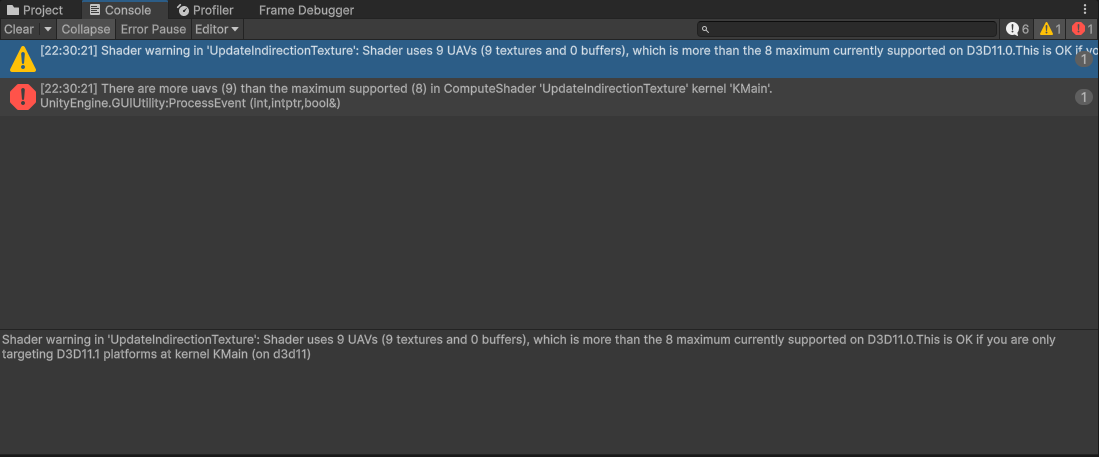 Project Console Profiler Frame Debugger
Clear Collapse Error Pause Editor 6 1 1
[22:30:21] Shader warning in 'UpdateIndirectionTexture': Shader uses 9 UAVs (9 textures and 0 buffers), which is more than the 8 maximum currently supported on D3D11.0.This is OK if yo
1
[22:30:21] There are more uavs (9) than the maximum supported (8) in ComputeShader 'UpdateIndirectionTexture' kernel 'KMain'.
UnityEngine.GUIUtility:ProcessEvent (int,intptr,bool&)
1
Shader warning in 'UpdateIndirectionTexture': Shader uses 9 UAVs (9 textures and 0 buffers), which is more than the 8 maximum currently supported on D3D11.0.This is OK if you are only
targeting D3D11.1 platforms at kernel KMain (on d3d11)